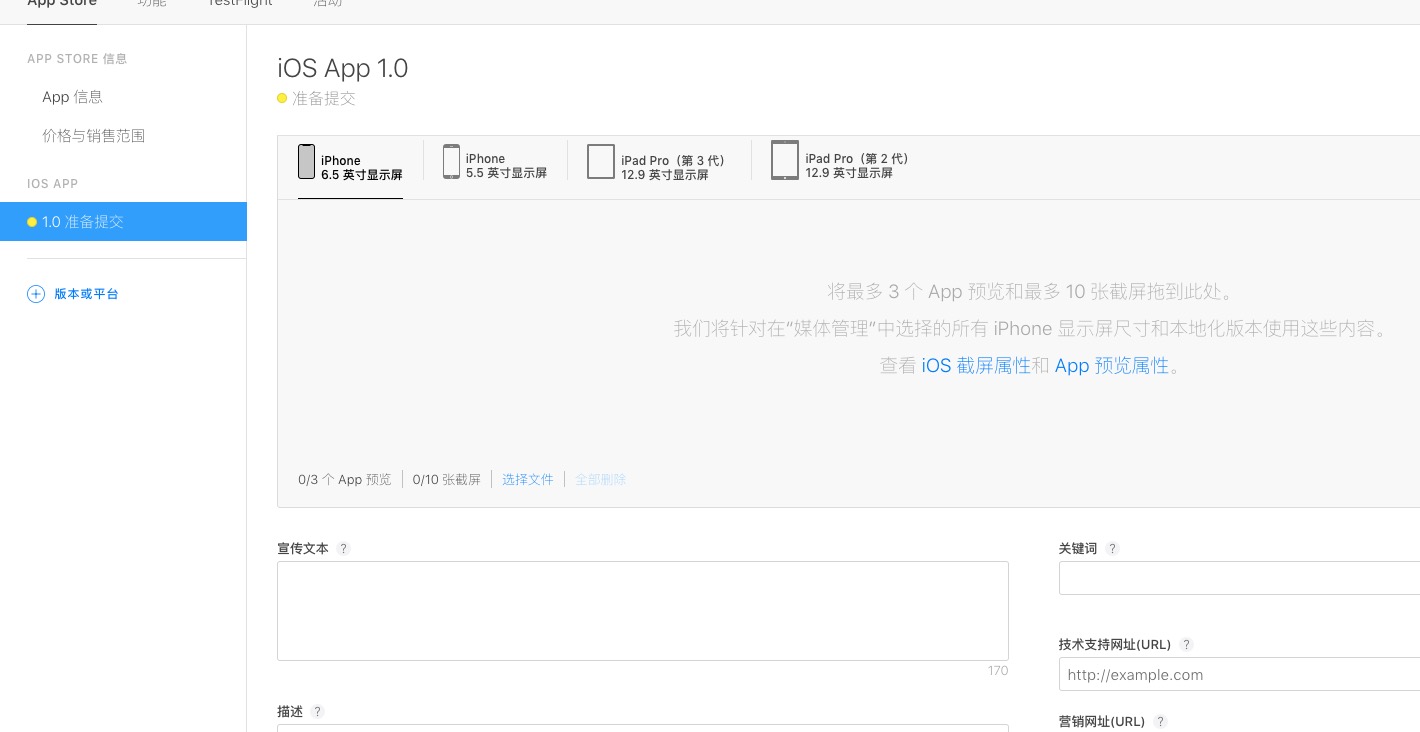 App Store 功能 TestFlight 活动
APP STORE 信息
App 信息
价格与销售范围
IOS APP
1.0 准备提交
版本或平台
iOS App 1.0
准备提交
iPhone
6.5 英寸显示屏
iPhone
5.5 英寸显示屏
iPad Pro（第 3 代）
12.9 英寸显示屏
iPad Pro（第 2 代）
12.9 英寸显示屏
将最多 3 个 App 预览和最多 10 张截屏拖到此处。
我们将针对在“媒体管理”中选择的所有 iPhone 显示屏尺寸和本地化版本使用这些内容。
查看 iOS 截屏属性和 App 预览属性。
0/3 个 App 预览 0/10 张截屏 选择文件 全部删除
宣传文本 ?
170
描述 ?
关键词 ?
技术支持网址(URL) ?
http://example.com
营销网址(URL) ?